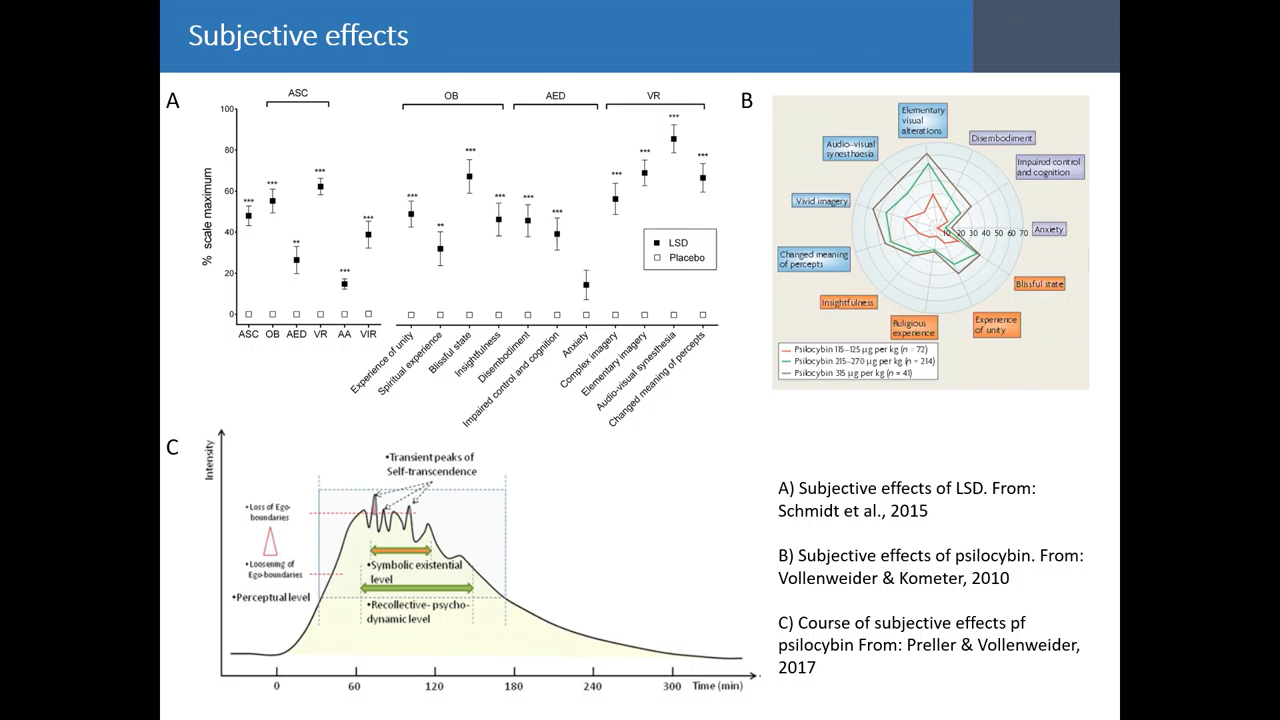 Subjective effects
A
ASC
OB
AED
VR
100
80
60
40
20
0
% scale maximum
***
***
**
***
***
***
***
**
***
***
***
***
***
***
***
***
LSD
Placebo
ASC OB AED VR AA VIR
Experience of unity
Spiritual experience
Blissful state
Insightfulness
Disembodiment
Impaired control and cognition
Anxiety
Complex imagery
Elementary imagery
Audio-visual synesthesia
Changed meaning of percepts
B
Elementary
visual
alterations
Disembodiment
Audio-visual
synesthaesia
Impaired control
and cognition
Vivid imagery
10 20 30 40 50 60 70
Anxiety
Changed meaning
of percepts
Blissful state
Insightfulness
Religious
experience
Experience
of unity
Psilocybin 115–125 µg per kg (n = 72)
Psilocybin 215–270 µg per kg (n = 214)
Psilocybin 315 µg per kg (n = 41)
C
Intensity
•Transient peaks of
Self-transcendence
•Loss of Ego-
boundaries
•Loosening of
Ego-boundaries
•Perceptual level
•Symbolic existential
level
•Recollective- psycho-
dynamic level
0 60 120 180 240 300 Time (min)
A) Subjective effects of LSD. From:
Schmidt et al., 2015
B) Subjective effects of psilocybin. From:
Vollenweider & Kometer, 2010
C) Course of subjective effects pf
psilocybin From: Preller & Vollenweider,
2017